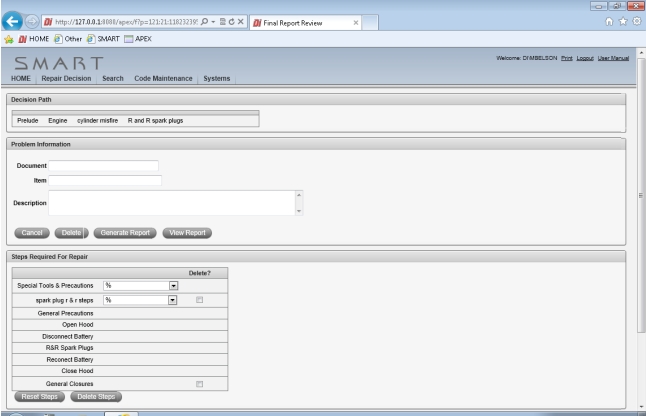 http://127.0.0.1:8080/apex/f?p=121:21:11823239
Final Report Review
HOME Other SMART APEX
SMART
Welcome: DIMBELSON Print Logout User Manual
HOME Repair Decision Search Code Maintenance Systems
Decision Path
Prelude Engine cylinder misfire R and R spark plugs
Problem Information
Document
Item
Description
Cancel Delete Generate Report View Report
Steps Required For Repair
Delete?
Special Tools & Precautions %
spark plug r & r steps %
General Precautions
Open Hood
Disconnect Battery
R&R Spark Plugs
Reconect Battery
Close Hood
General Closures
Reset Steps Delete Steps